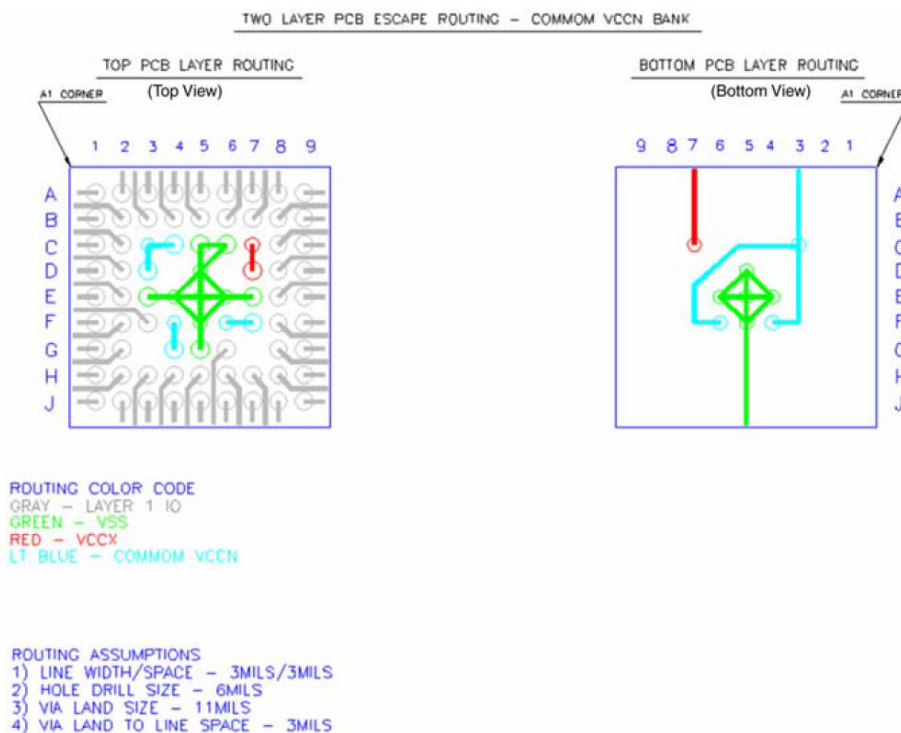 TWO LAYER PCB ESCAPE ROUTING – COMMOM VCCN BANK
TOP PCB LAYER ROUTING
(Top View)
A1 CORNER
1 2 3 4 5 6 7 8 9
A
B
C
D
E
F
G
H
J
BOTTOM PCB LAYER ROUTING
(Bottom View)
A1 CORNER
9 8 7 6 5 4 3 2 1
A
B
C
D
E
F
G
H
J
ROUTING COLOR CODE
GRAY – LAYER 1 IO
GREEN – VSS
RED – VCCX
LT BLUE – COMMOM VCCN
ROUTING ASSUMPTIONS
1) LINE WIDTH/SPACE – 3MILS/3MILS
2) HOLE DRILL SIZE – 6MILS
3) VIA LAND SIZE – 11MILS
4) VIA LAND TO LINE SPACE – 3MILS